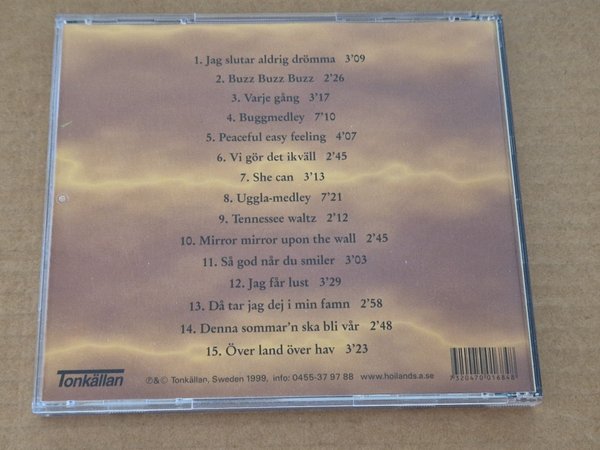 1. Jag slutar aldrig drömma 3'09
2. Buzz Buzz Buzz 2'26
3. Varje gång 3'17
4. Buggmedley 7'10
5. Peaceful easy feeling 4'07
6. Vi gör det ikväll 2'45
7. She can 3'13
8. Uggla-medley 7'21
9. Tennessee waltz 2'12
10. Mirror mirror upon the wall 2'45
11. Så god når du smiler 3'03
12. Jag får lust 3'29
13. Då tar jag dej i min famn 2'58
14. Denna sommar'n ska bli vår 2'48
15. Över land över hav 3'23
Tonkällan
℗&© Tonkällan, Sweden 1999, info: 0455-37 97 88 www.hoilands.a.se
7320470016848